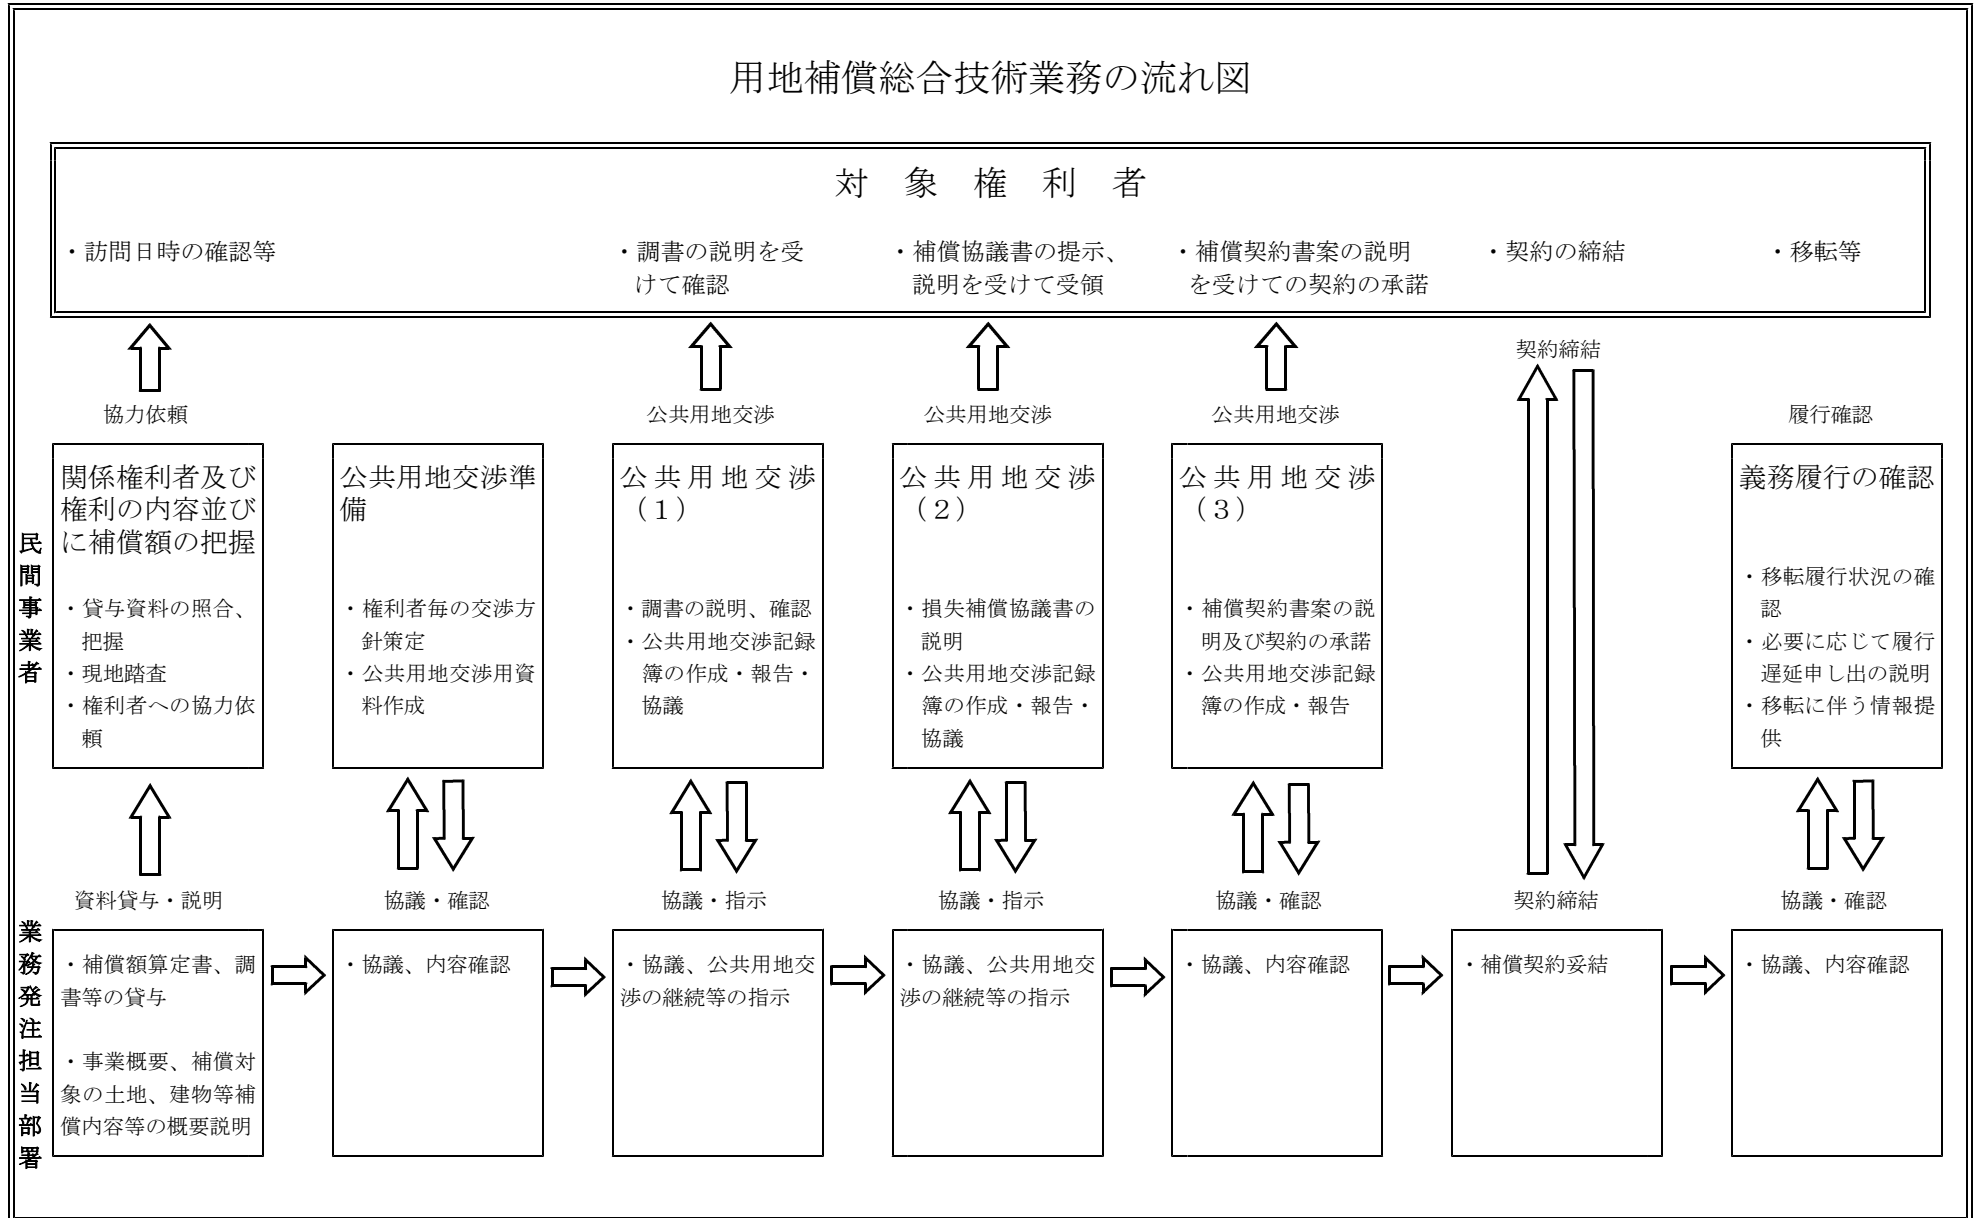 用地補償総合技術業務の流れ図
対象権利者
・訪問日時の確認等
・調書の説明を受
けて確認
・補償協議書の提示、
説明を受けて受領
・補償契約書案の説明
を受けての契約の承諾
・契約の締結
・移転等
協力依頼
公共用地交渉
公共用地交渉
公共用地交渉
契約締結
履行確認
民間事業者
関係権利者及び
権利の内容並び
に補償額の把握
・貸与資料の照合、
把握
・現地踏査
・権利者への協力依
頼
公共用地交渉準
備
・権利者毎の交渉方
針策定
・公共用地交渉用資
料作成
公共用地交渉
（１）
・調書の説明、確認
・公共用地交渉記録
簿の作成・報告・
協議
公共用地交渉
（２）
・損失補償協議書の
説明
・公共用地交渉記録
簿の作成・報告・
協議
公共用地交渉
（３）
・補償契約書案の説
明及び契約の承諾
・公共用地交渉記録
簿の作成・報告
義務履行の確認
・移転履行状況の確
認
・必要に応じて履行
遅延申し出の説明
・移転に伴う情報提
供
資料貸与・説明
協議・確認
協議・指示
協議・指示
協議・確認
契約締結
協議・確認
業務発注担当部署
・補償額算定書、調
書等の貸与
・事業概要、補償対
象の土地、建物等補
償内容等の概要説明
・協議、内容確認
・協議、公共用地交
渉の継続等の指示
・協議、公共用地交
渉の継続等の指示
・協議、内容確認
・補償契約妥結
・協議、内容確認